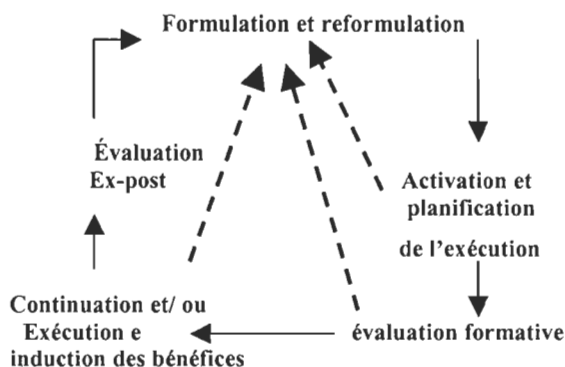 Formulation et reformulation
Évaluation
Ex-post
Activation et
planification
de l'exécution
Continuation et/ ou
Exécution e
induction des bénéfices
évaluation formative